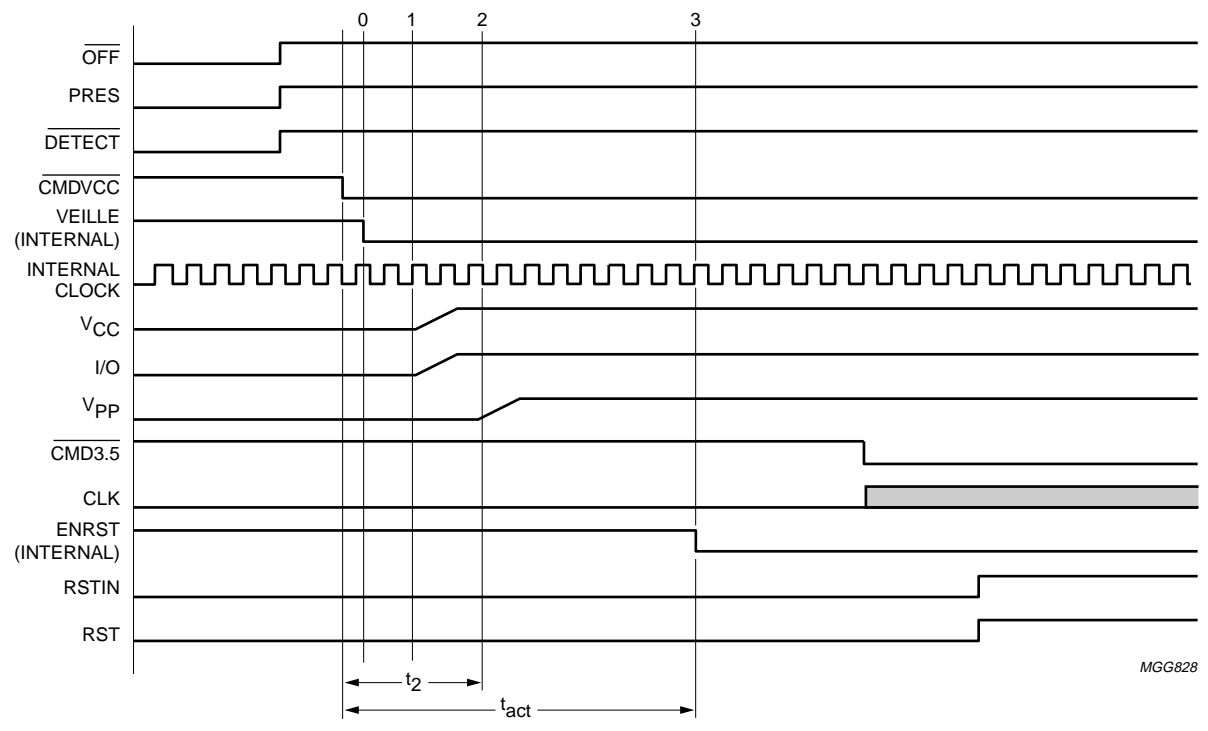 0 1 2 3
OFF
PRES
DETECT
CMDVCC
VEILLE
(INTERNAL)
INTERNAL
CLOCK
VCC
I/O
VPP
CMD3.5
CLK
ENRST
(INTERNAL)
RSTIN
RST
MGG828
t2
tact